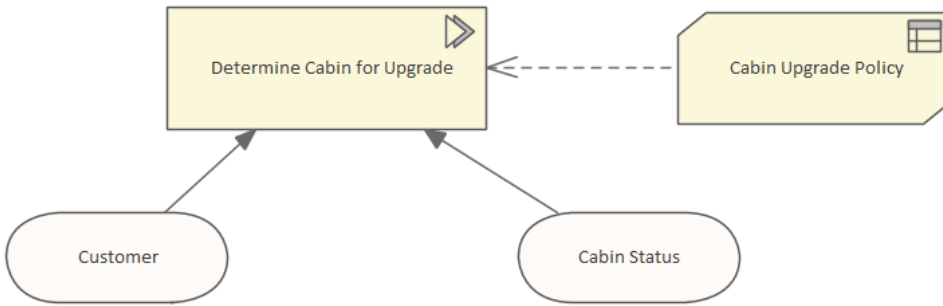 Determine Cabin for Upgrade
Cabin Upgrade Policy
Customer
Cabin Status